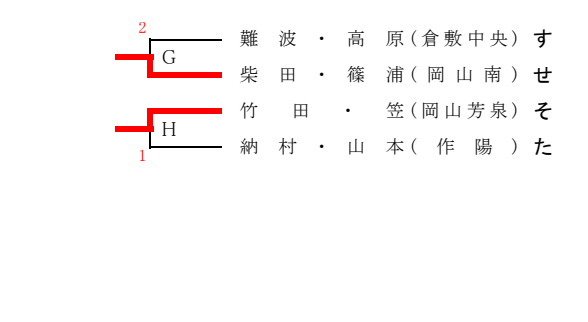 2
難波・高原(倉敷中央) す
G
柴田・篠浦(岡山南) せ
竹田・笠(岡山芳泉) そ
H
納村・山本(作陽) た
1